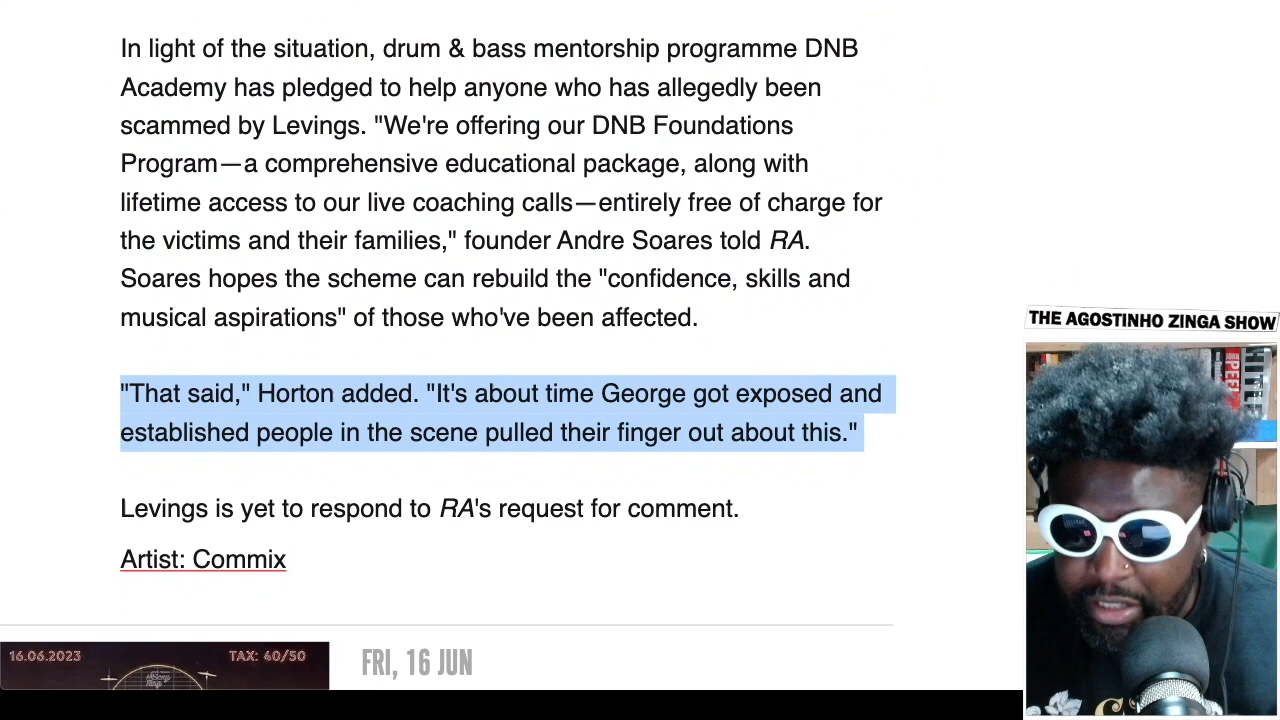 In light of the situation, drum & bass mentorship programme DNB
Academy has pledged to help anyone who has allegedly been
scammed by Levings. "We're offering our DNB Foundations
Program—a comprehensive educational package, along with
lifetime access to our live coaching calls—entirely free of charge for
the victims and their families," founder Andre Soares told RA.
Soares hopes the scheme can rebuild the "confidence, skills and
musical aspirations" of those who've been affected.
"That said," Horton added. "It's about time George got exposed and
established people in the scene pulled their finger out about this."
Levings is yet to respond to RA's request for comment.
Artist: Commix
THE AGOSTINHO ZINGA SHOW
16.06.2023
TAX: 40/50
FRI, 16 JUN